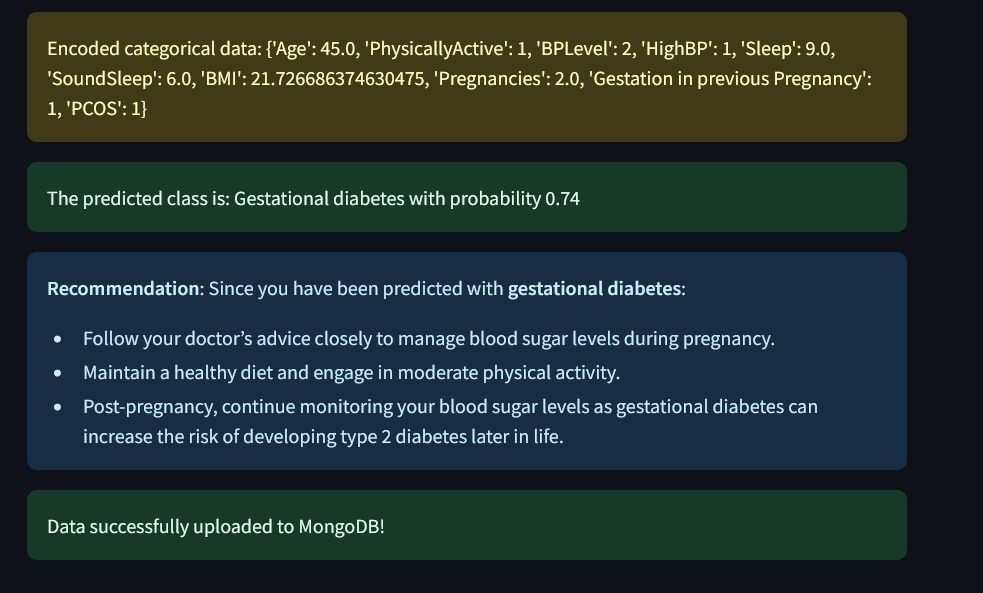 Encoded categorical data: {'Age': 45.0, 'PhysicallyActive': 1, 'BPLevel': 2, 'HighBP': 1, 'Sleep': 9.0,
'SoundSleep': 6.0, 'BMI': 21.726686374630475, 'Pregnancies': 2.0, 'Gestation in previous Pregnancy':
1, 'PCOS': 1}
The predicted class is: Gestational diabetes with probability 0.74
Recommendation: Since you have been predicted with gestational diabetes:
• Follow your doctor’s advice closely to manage blood sugar levels during pregnancy.
• Maintain a healthy diet and engage in moderate physical activity.
• Post-pregnancy, continue monitoring your blood sugar levels as gestational diabetes can
increase the risk of developing type 2 diabetes later in life.
Data successfully uploaded to MongoDB!